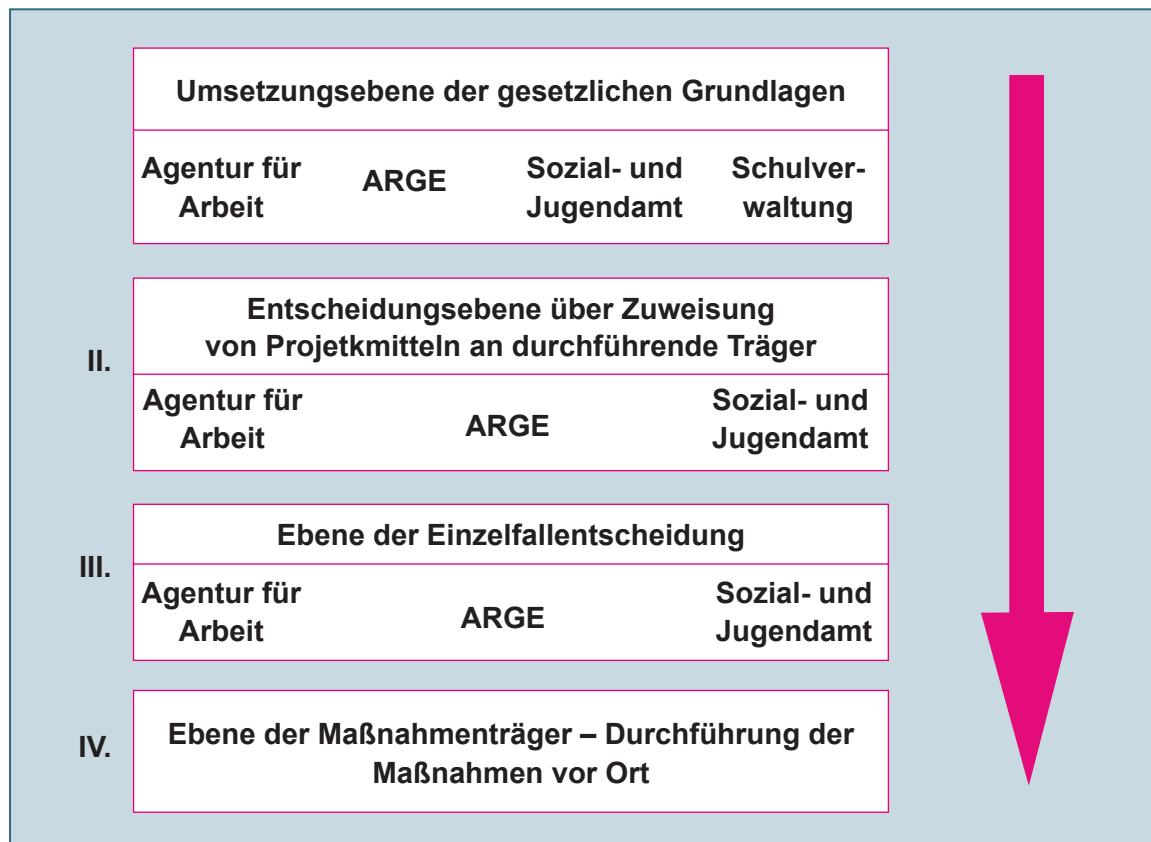 Umsetzungsebene der gesetzlichen Grundlagen
Agentur für
Arbeit
ARGE
Sozial- und
Jugendamt
Schulver-
waltung
II.
Entscheidungsebene über Zuweisung
von Projetkmitteln an durchführende Träger
Agentur für
Arbeit
ARGE
Sozial- und
Jugendamt
III.
Ebene der Einzelfallentscheidung
Agentur für
Arbeit
ARGE
Sozial- und
Jugendamt
IV.
Ebene der Maßnahmenträger – Durchführung der
Maßnahmen vor Ort